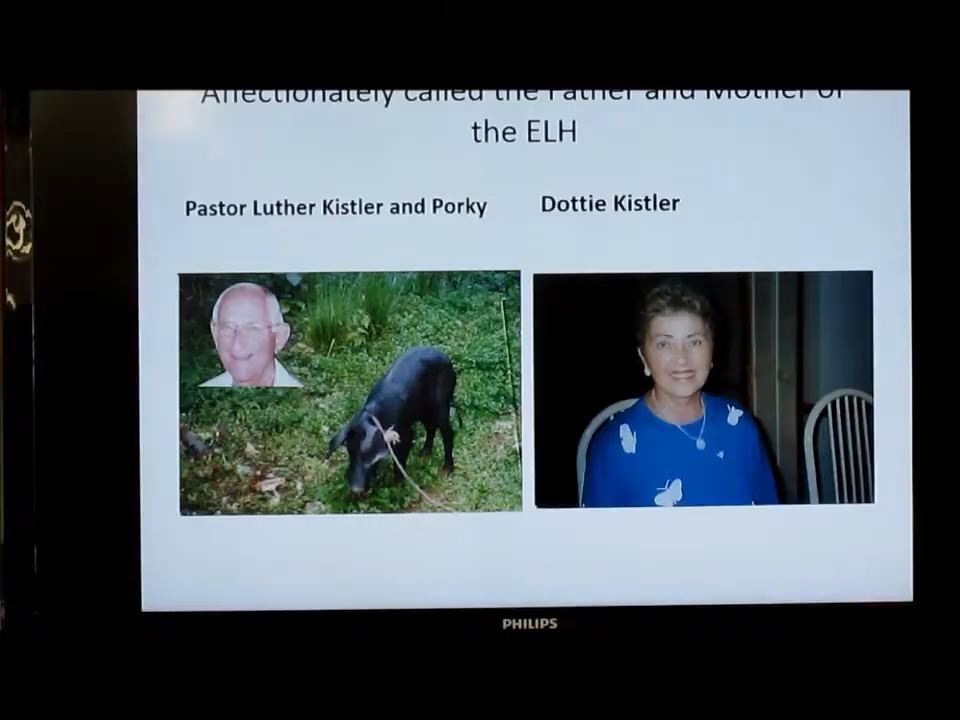 Affectionately called the Father and Mother of
the ELH
Pastor Luther Kistler and Porky
Dottie Kistler
PHILIPS